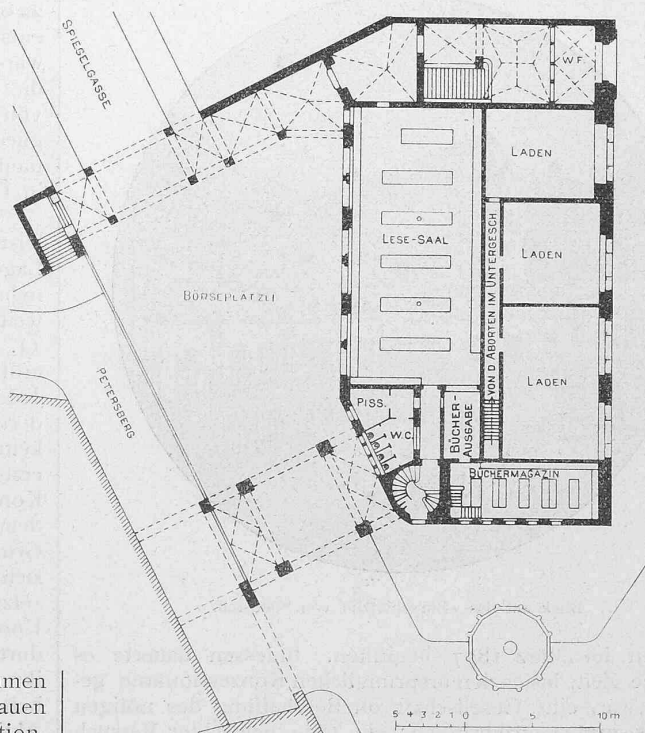 SPIEGELGASSE
W.F.
LADEN
LESE-SAAL
VON D. ABORTEN IM UNTERGESCH.
LADEN
BÖRSEPLÄTZLI
PETERSBERG
LADEN
PISS.
W.C.
BÜCHER-
AUSGABE
BÜCHERMAGAZIN
men
auen
tion
5 4 3 2 1 0 5 10 m